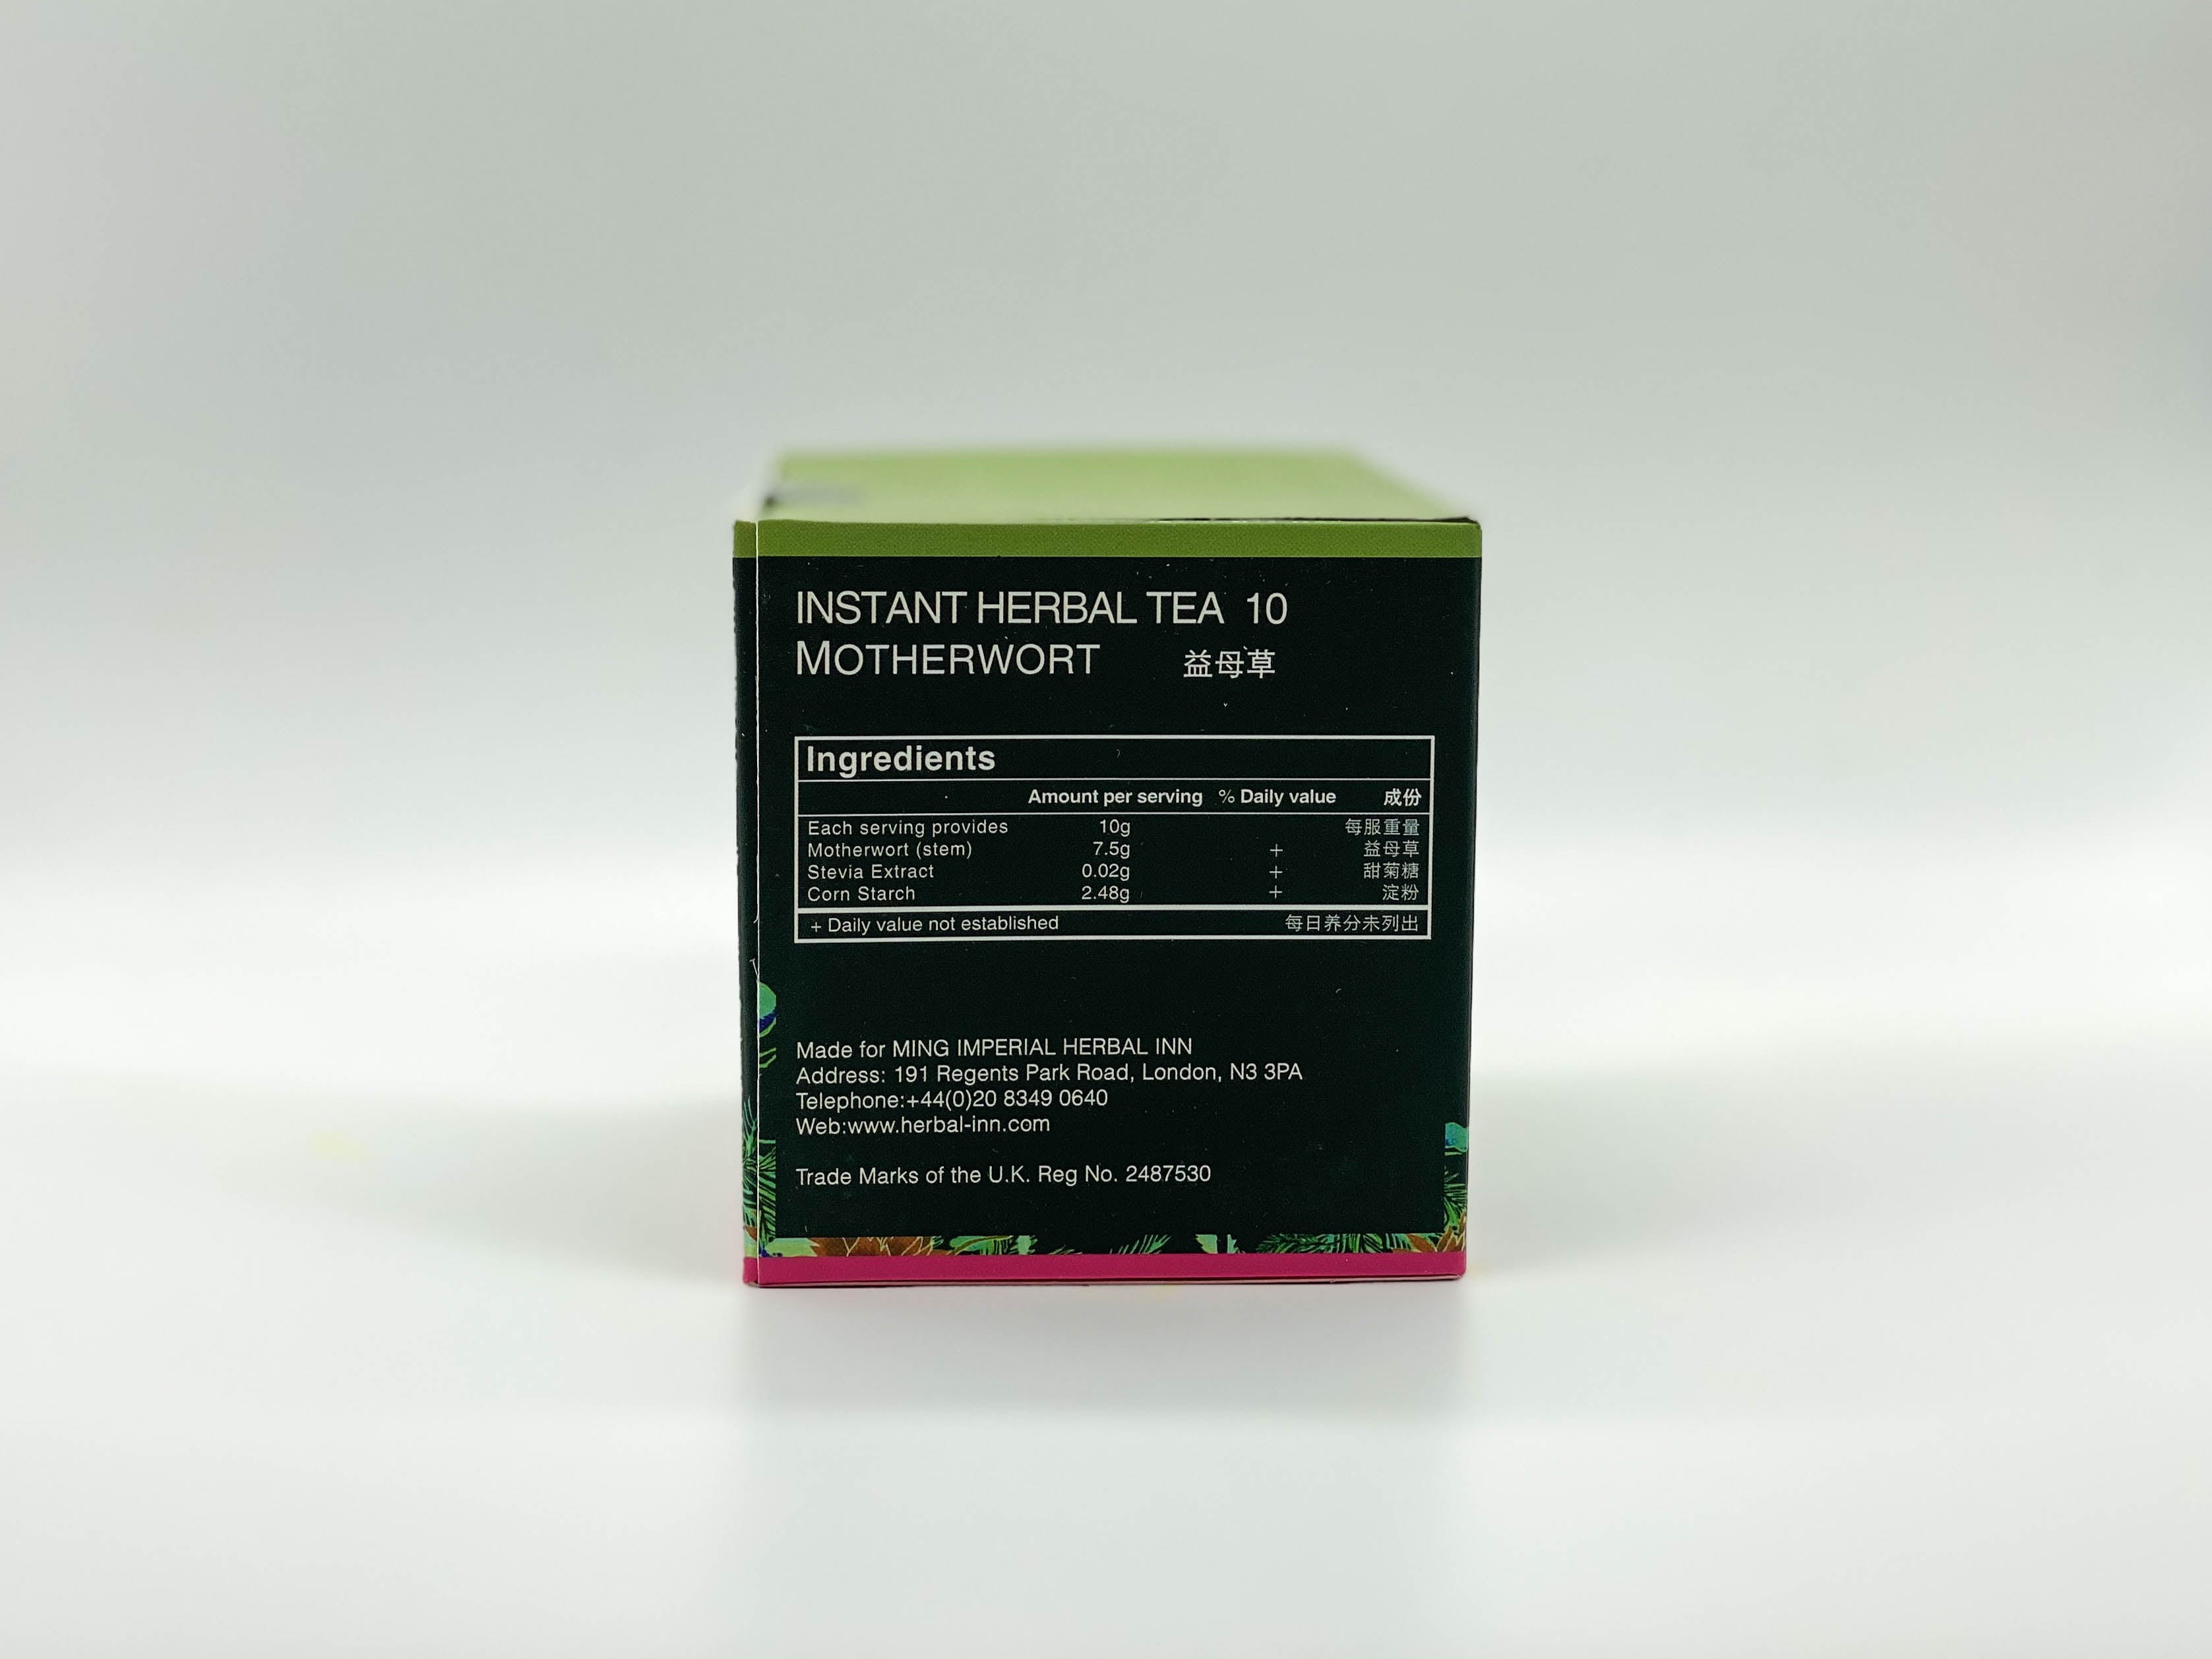 INSTANT HERBAL TEA 10
MOTHERWORT 益母草
Ingredients
Amount per serving % Daily value 成份
Each serving provides 10g 每服重量
Motherwort (stem) 7.5g + 益母草
Stevia Extract 0.02g + 甜菊糖
Corn Starch 2.48g + 淀粉
+ Daily value not established 每日养分未列出
Made for MING IMPERIAL HERBAL INN
Address: 191 Regents Park Road, London, N3 3PA
Telephone:+44(0)20 8349 0640
Web:www.herbal-inn.com
Trade Marks of the U.K. Reg No. 2487530